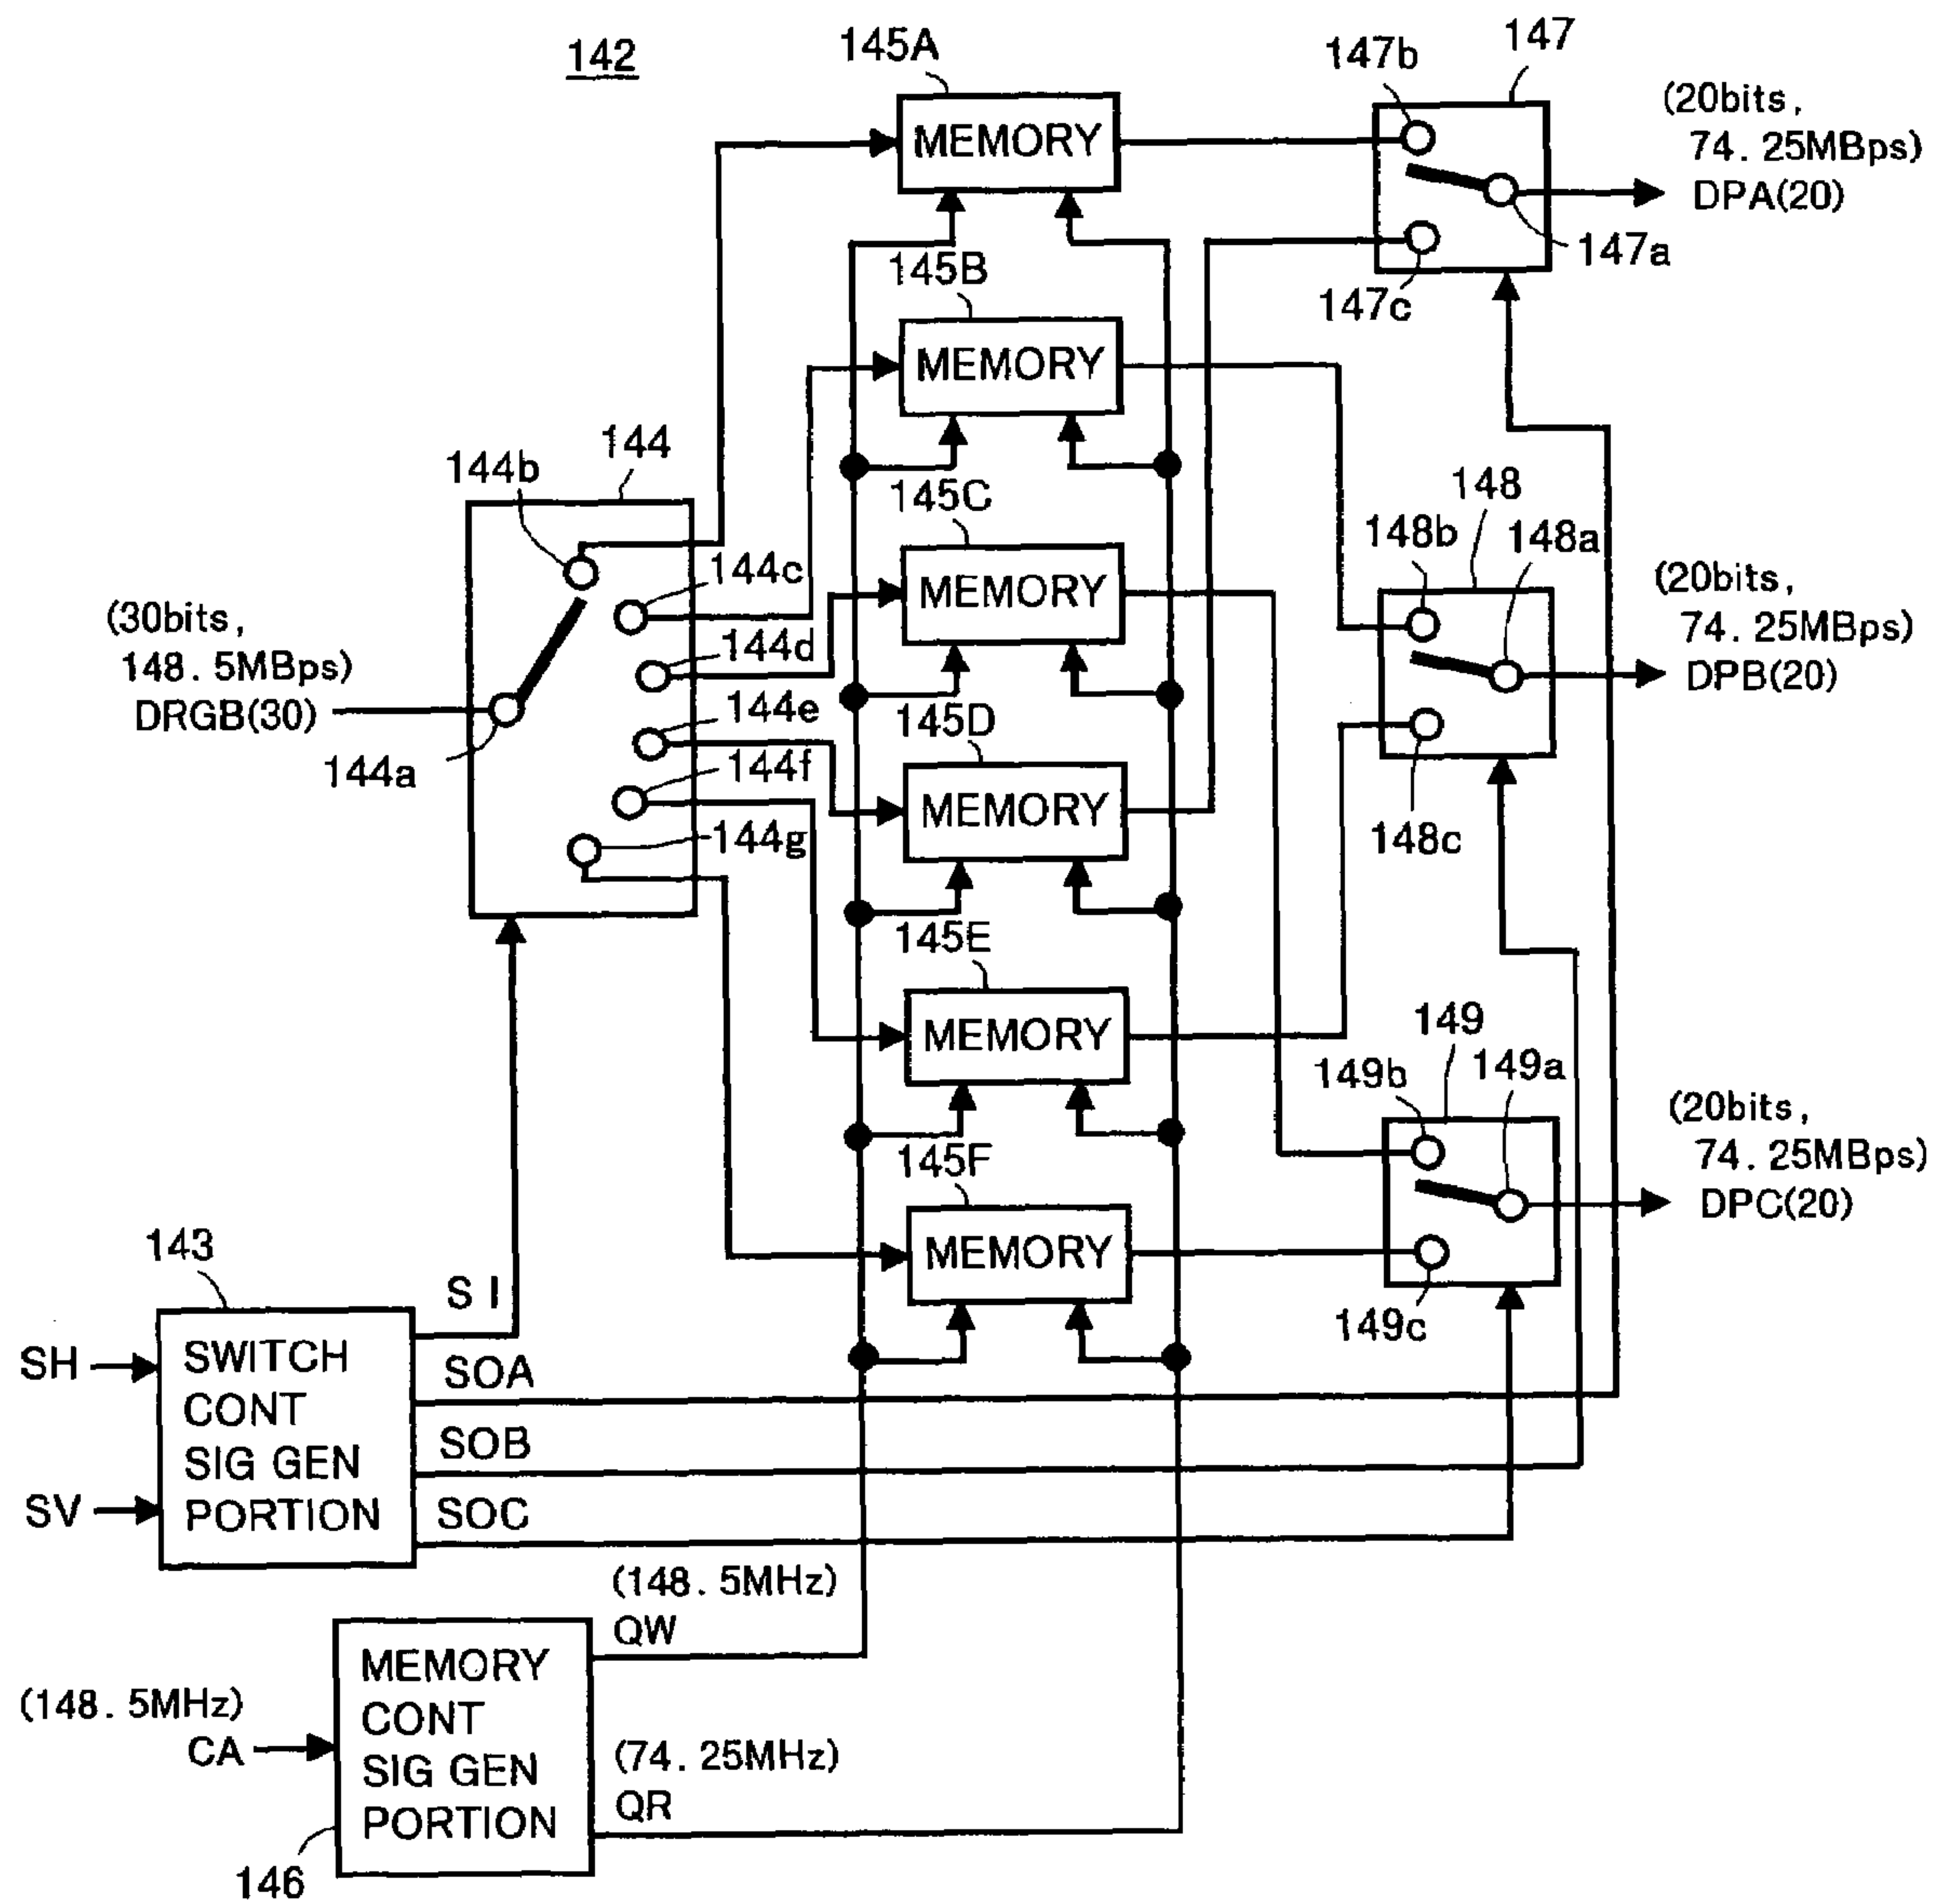 142
145A
147b
147
MEMORY
(20bits,
74. 25MBps)
DPA(20)
147a
147c
145B
MEMORY
144
144b
145C
148
148b
148a
MEMORY
144c
144d
(30bits,
148. 5MBps)
DRGB(30)
144a
144e
144f
144g
(20bits,
74. 25MBps)
DPB(20)
148c
145D
MEMORY
145E
MEMORY
149
149b
149a
(20bits,
74. 25MBps)
DPC(20)
149c
145F
MEMORY
143
SI
SH
SWITCH
CONT
SIG GEN
PORTION
SV
SOA
SOB
SOC
(148. 5MHz)
QW
(148. 5MHz)
CA
MEMORY
CONT
SIG GEN
PORTION
(74. 25MHz)
QR
146